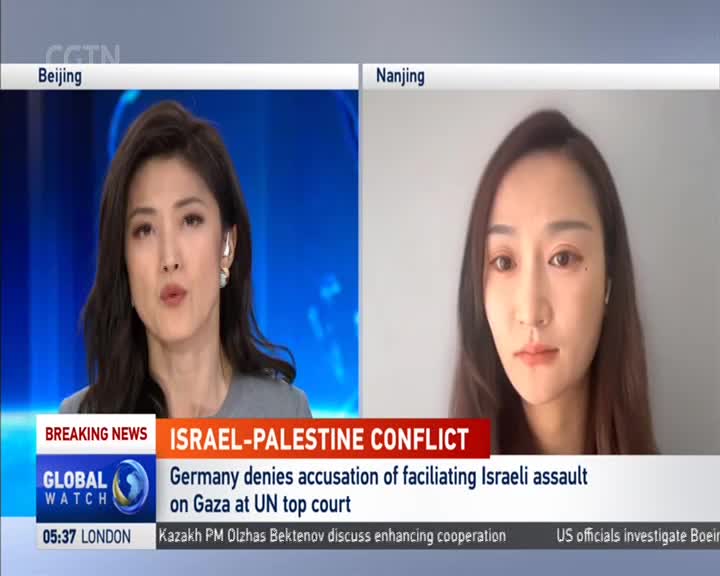 CGTN
Beijing
Nanjing
BREAKING NEWS
ISRAEL-PALESTINE CONFLICT
Germany denies accusation of faciliating Israeli assault
on Gaza at UN top court
GLOBAL
WATCH
05:37 LONDON
Kazakh PM Olzhas Bektenov discuss enhancing cooperation
US officials investigate Boei